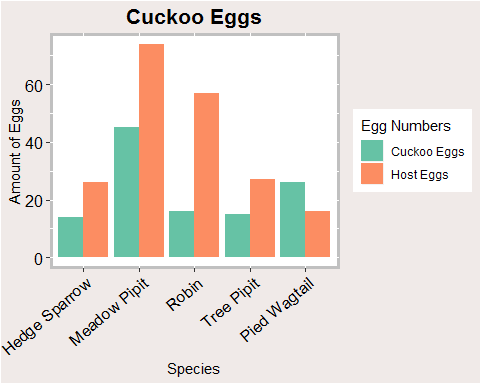 Cuckoo Eggs
Amount of Eggs
60
40
20
0
Hedge Sparrow
Meadow Pipit
Robin
Tree Pipit
Pied Wagtail
Species
Egg Numbers
Cuckoo Eggs
Host Eggs